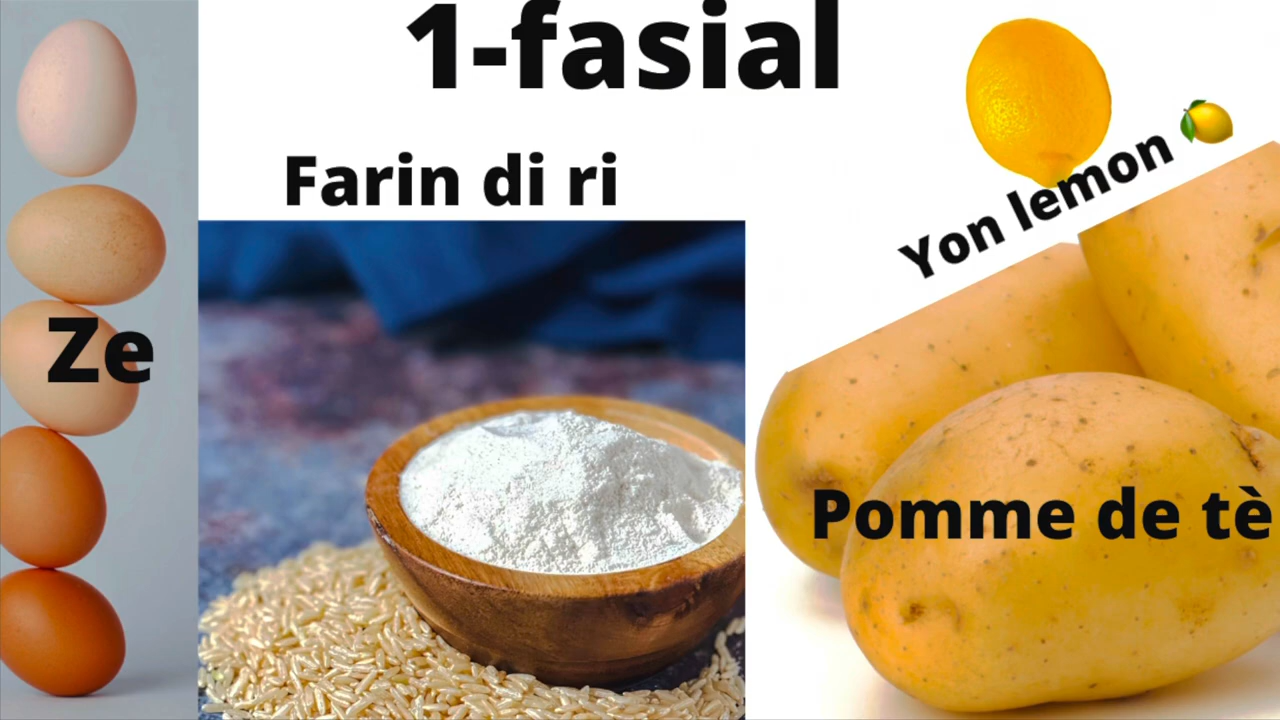 1-fasial
Farin di ri
Yon lemon 🍋
Ze
Pomme de tè